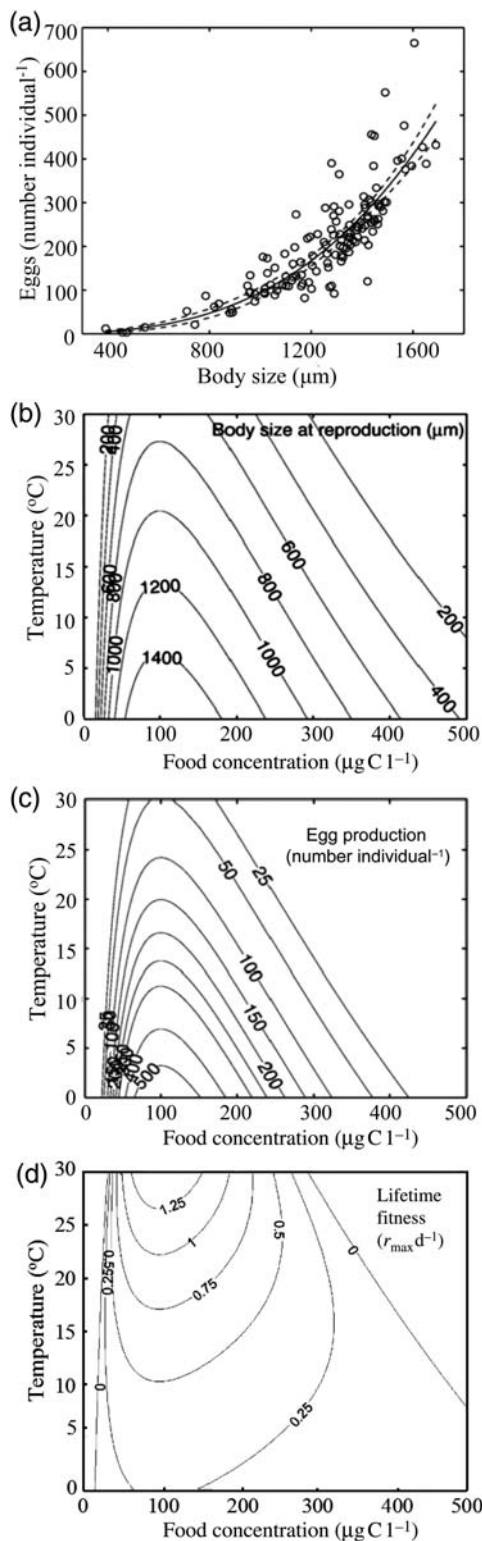 (a)
700
600
500
400
300
200
100
0
Eggs (number individual-1)
400 800 1200 1600
Body size (μm)
(b)
Body size at reproduction (μm)
30
25
20
15
10
5
0
Temperature (oC)
200
400
600
800
1000
1200
1400
1000
800
600
400
200
0 100 200 300 400 500
Food concentration (μg C l–1)
(c)
Egg production
(number individual–1)
30
25
20
15
10
5
0
Temperature (oC)
25
50
100
150
200
400
500
100
0 100 200 300 400 500
Food concentration (μg C l–1)
(d)
Lifetime
fitness
(rmax d–1)
30
25
20
15
10
5
0
Temperature (oC)
1.25
1
0.75
0.5
0.25
0
0.5
0.25
0
0 100 200 300 400 500
Food concentration (μg C l–1)